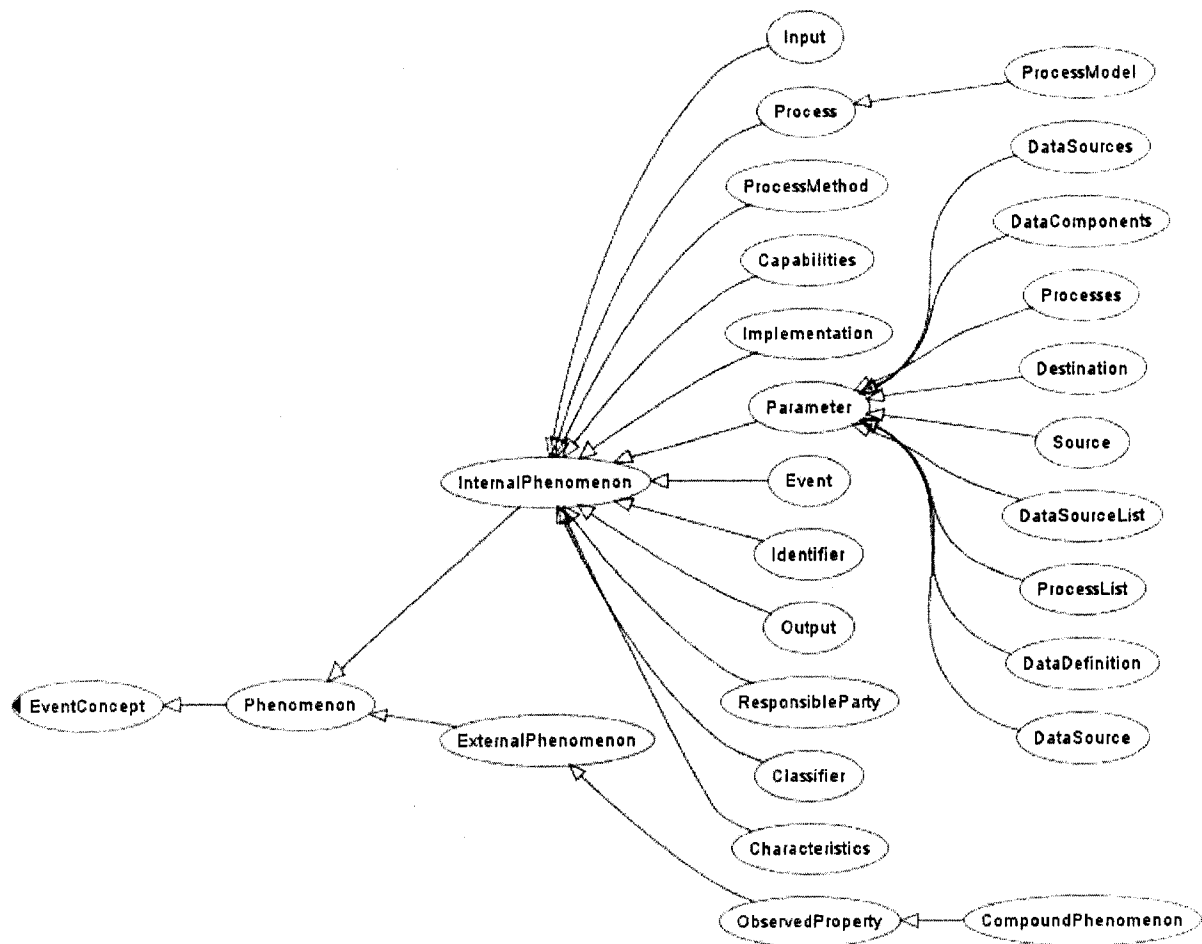 Input
ProcessModel
Process
DataSources
ProcessMethod
DataComponents
Capabilities
Processes
Implementation
Destination
Parameter
Source
InternalPhenomenon
Event
DataSourceList
Identifier
ProcessList
Output
DataDefinition
EventConcept
Phenomenon
ResponsibleParty
ExternalPhenomenon
DataSource
Classifier
Characteristics
ObservedProperty
CompoundPhenomenon